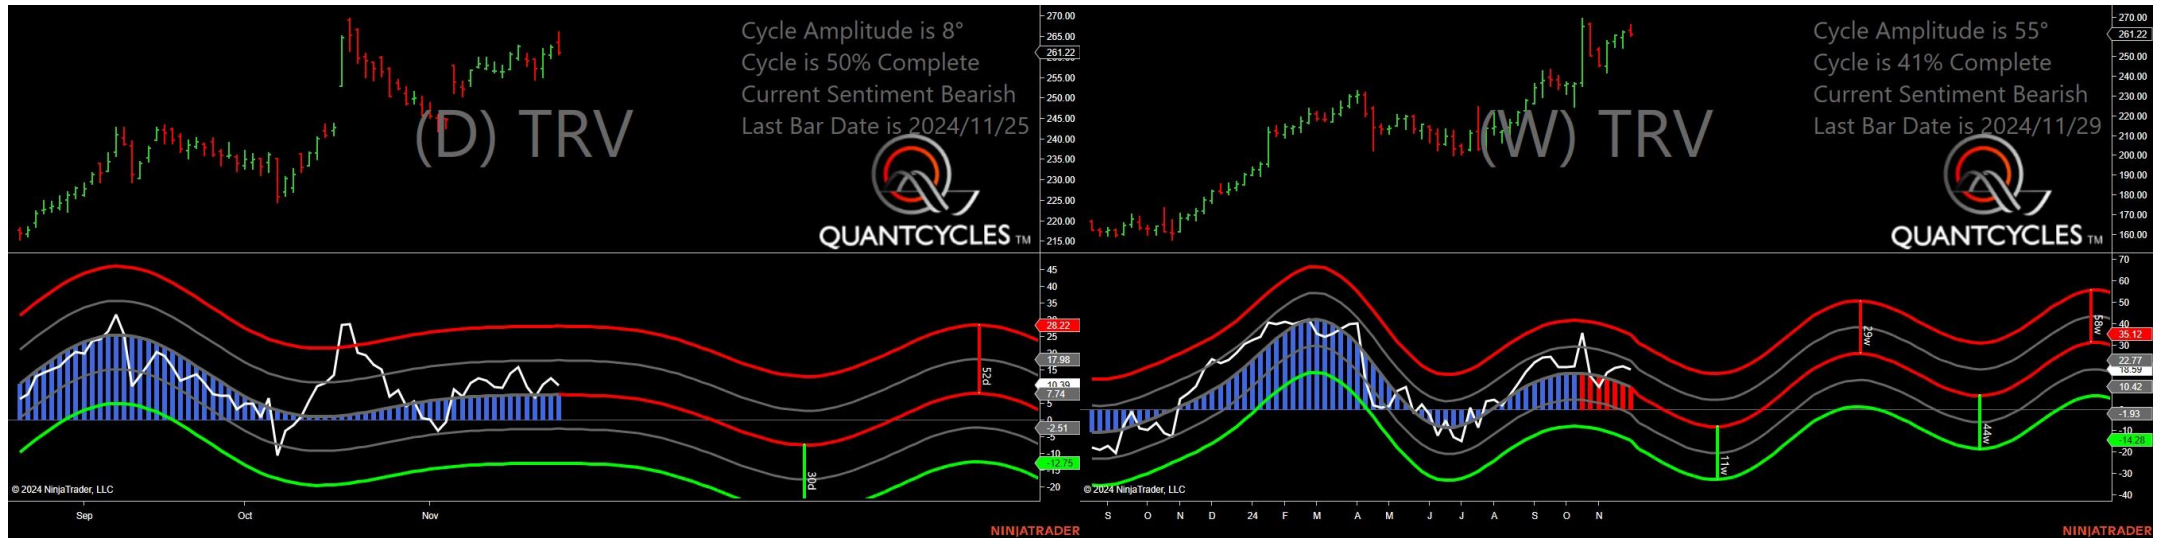 Cycle Amplitude is 8°
Cycle is 50% Complete
Current Sentiment Bearish
Last Bar Date is 2024/11/25
(D) TRV
QUANTCYCLES TM
270.00
265.00
261.22
255.00
250.00
245.00
240.00
235.00
230.00
225.00
220.00
215.00
45
40
35
28.22
25
20
17.98
15
10.39
7.74
5
0
-2.51
-5
-10
-12.75
-15
-20
52d
30d
© 2024 NinjaTrader, LLC
Sep Oct Nov
NINJATRADER
Cycle Amplitude is 55°
Cycle is 41% Complete
Current Sentiment Bearish
Last Bar Date is 2024/11/29
(W) TRV
QUANTCYCLES TM
270.00
261.22
250.00
240.00
230.00
220.00
210.00
200.00
190.00
180.00
170.00
160.00
70
60
50
40
35.12
30
22.77
18.59
10.42
-1.93
-10
-14.28
-20
-30
-40
11w
29w
44w
58w
© 2024 NinjaTrader, LLC
S O N D 24 F M A M J J A S O N
NINJATRADER